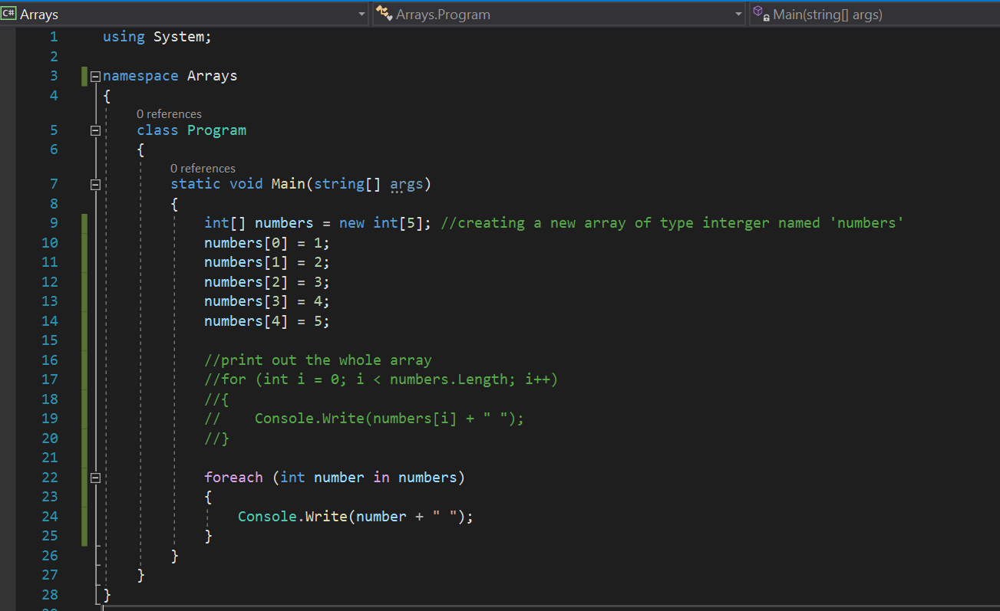 C# Arrays Arrays.Program Main(string[] args)
1 using System;
2
3 namespace Arrays
4 {
0 references
5 class Program
6 {
0 references
7 static void Main(string[] args)
8 {
9 int[] numbers = new int[5]; //creating a new array of type interger named 'numbers'
10 numbers[0] = 1;
11 numbers[1] = 2;
12 numbers[2] = 3;
13 numbers[3] = 4;
14 numbers[4] = 5;
15
16 //print out the whole array
17 //for (int i = 0; i < numbers.Length; i++)
18 //{
19 //    Console.Write(numbers[i] + " ");
20 //}
21
22 foreach (int number in numbers)
23 {
24 Console.Write(number + " ");
25 }
26 }
27 }
28 }